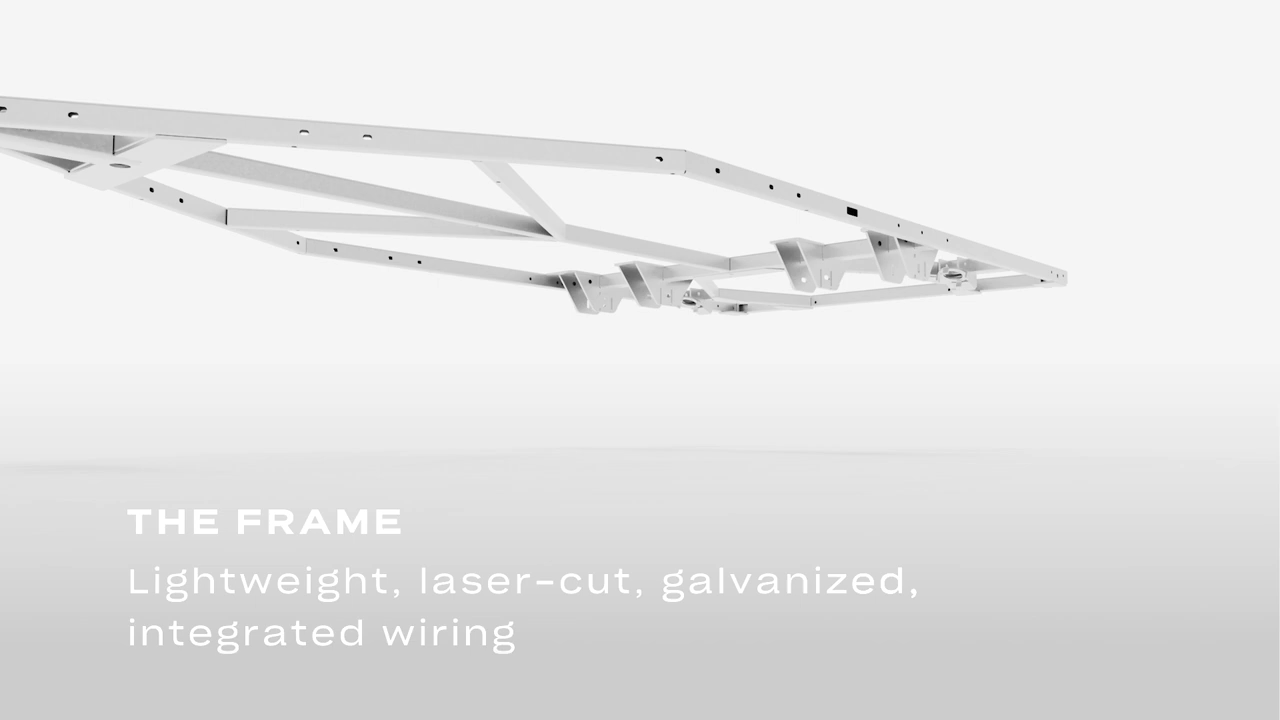 THE FRAME
Lightweight, laser-cut, galvanized,
integrated wiring